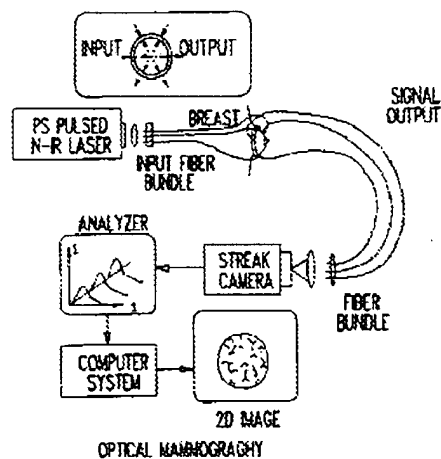 INPUT
OUTPUT
SIGNAL
OUTPUT
BREAST
PS PULSED
N-IR LASER
INPUT FIBER
BUNDLE
ANALYZER
STREAK
CAMERA
FIBER
BUNDLE
COMPUTER
SYSTEM
2D IMAGE
OPTICAL MAMMOGRAGHY